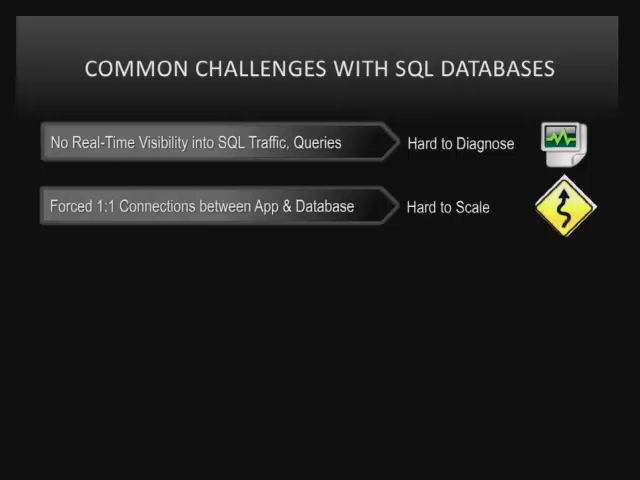 COMMON CHALLENGES WITH SQL DATABASES
No Real-Time Visibility into SQL Traffic, Queries
Hard to Diagnose
Forced 1:1 Connections between App & Database
Hard to Scale